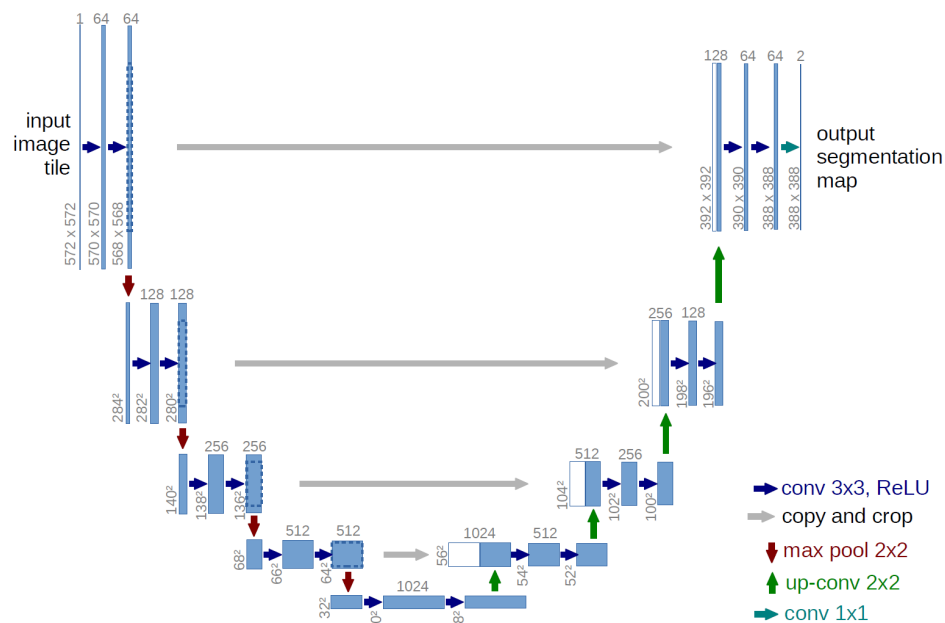 1 64 64
input
image
tile
572 x 572
570 x 570
568 x 568
128 64 64 2
output
segmentation
map
392 x 392
390 x 390
388 x 388
388 x 388
128 128
284²
282²
280²
256 128
200²
198²
196²
256 256
140²
138²
136²
512 256
104²
102²
100²
512 512
68²
66²
64²
1024 512
56²
54²
52²
1024
32²
0²
8²
conv 3x3, ReLU
copy and crop
max pool 2x2
up-conv 2x2
conv 1x1